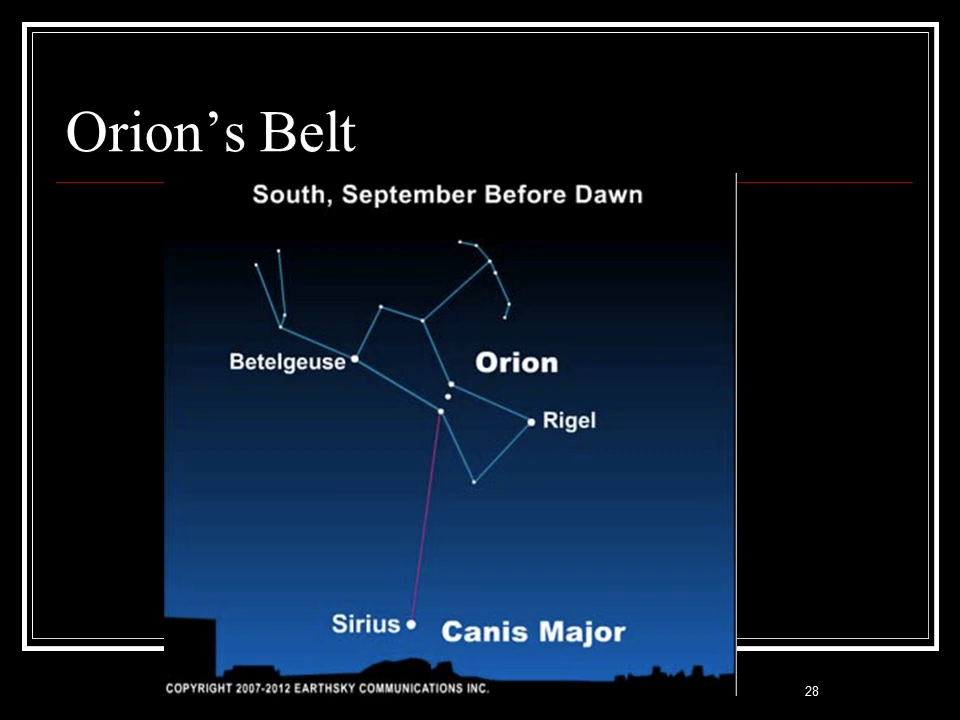 Orion’s Belt
South, September Before Dawn
Betelgeuse
Orion
Rigel
Sirius
Canis Major
COPYRIGHT 2007-2012 EARTHSKY COMMUNICATIONS INC.
28